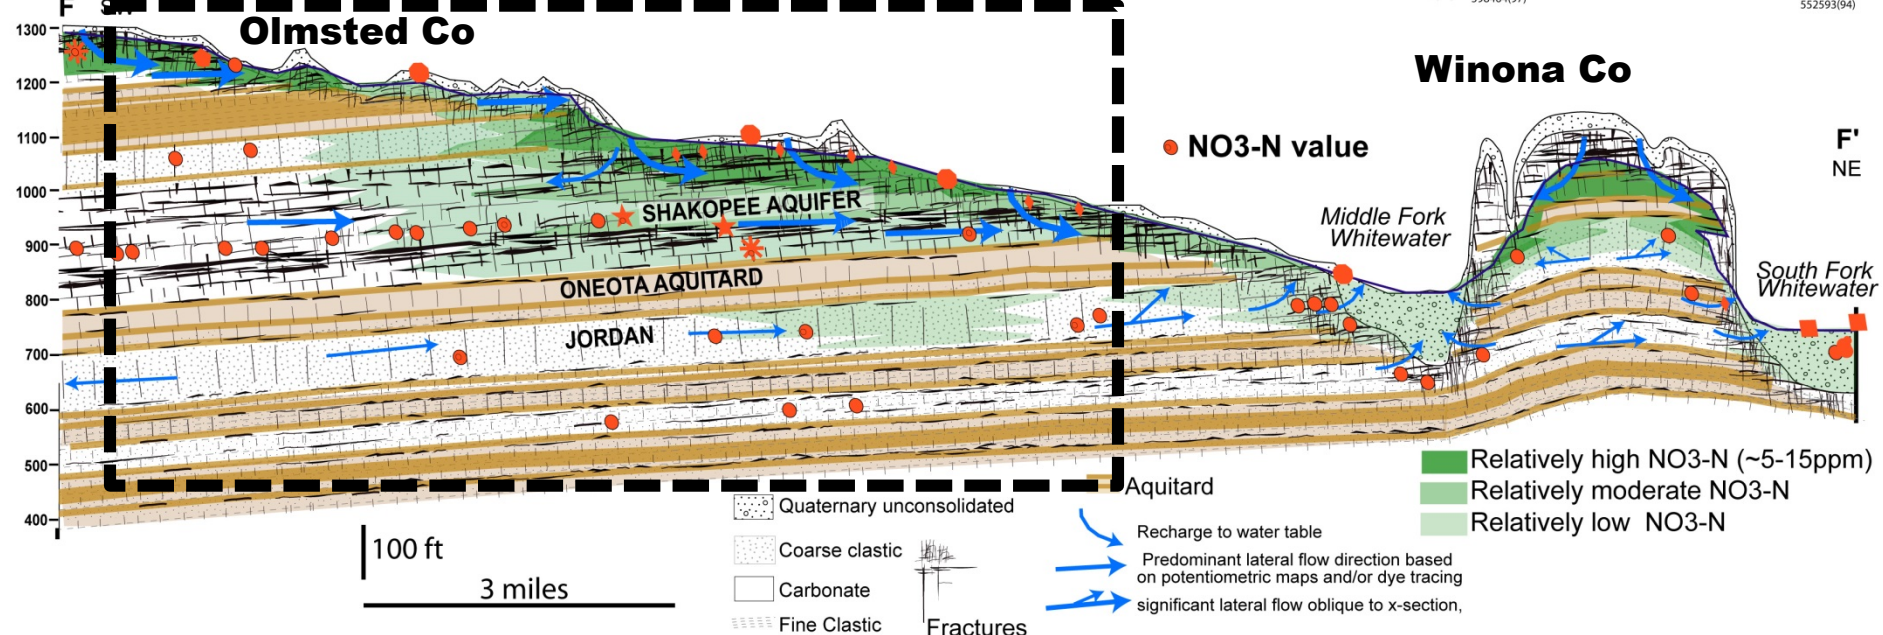 F
Olmsted Co
552593(94)
1300
1200
1100
1000
900
800
700
600
500
400
Winona Co
NO3-N value
F'
NE
Middle Fork
Whitewater
South Fork
Whitewater
SHAKOPEE AQUIFER
ONEOTA AQUITARD
JORDAN
100 ft
3 miles
Quaternary unconsolidated
Coarse clastic
Carbonate
Fine Clastic
Fractures
Aquitard
Recharge to water table
Predominant lateral flow direction based
on potentiometric maps and/or dye tracing
significant lateral flow oblique to x-section,
Relatively high NO3-N (~5-15ppm)
Relatively moderate NO3-N
Relatively low NO3-N